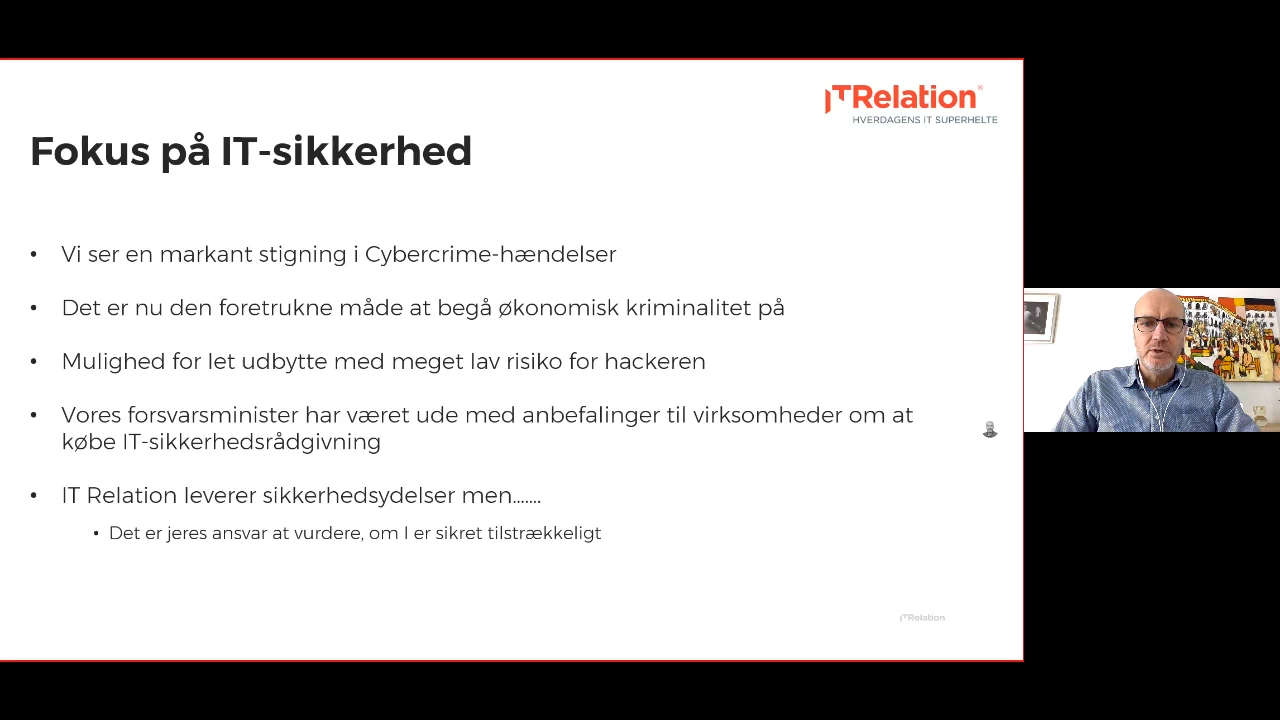 ITRelation®
HVERDAGENS IT SUPERHELTE
Fokus på IT-sikkerhed
• Vi ser en markant stigning i Cybercrime-hændelser
• Det er nu den foretrukne måde at begå økonomisk kriminalitet på
• Mulighed for let udbytte med meget lav risiko for hackeren
• Vores forsvarsminister har været ude med anbefalinger til virksomheder om at
købe IT-sikkerhedsrådgivning
• IT Relation leverer sikkerhedsydelser men.......
• Det er jeres ansvar at vurdere, om I er sikret tilstrækkeligt
ITRelation